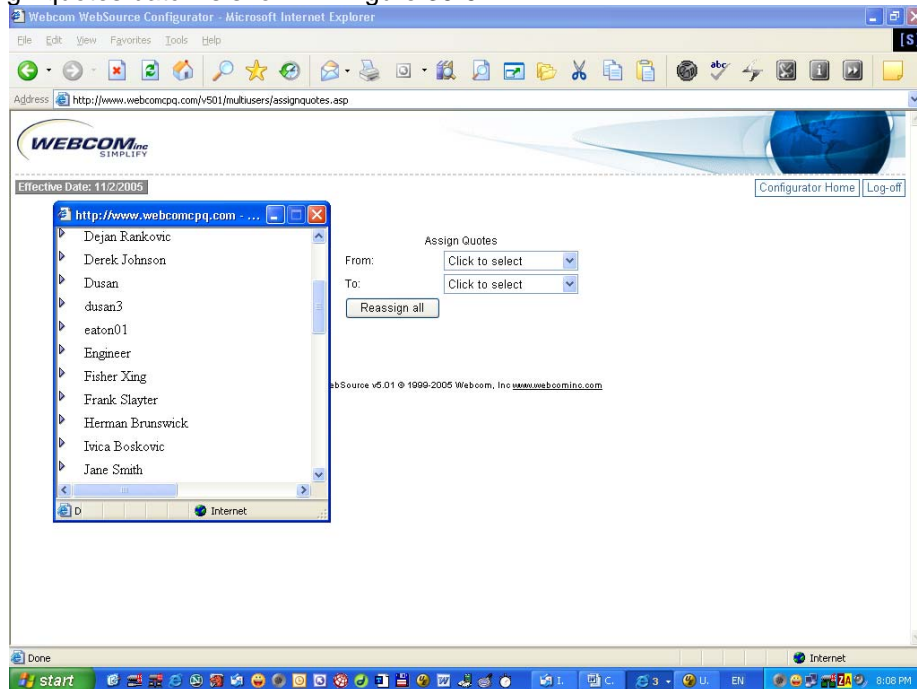 Webcom WebSource Configurator - Microsoft Internet Explorer
File Edit View Favorites Tools Help
Address http://www.webcomcpq.com/v501/multiusers/assignquotes.asp
WEBCOMinc
SIMPLIFY
Effective Date: 11/2/2005
Configurator Home Log-off
http://www.webcomcpq.com - ...
Dejan Rankovic
Derek Johnson
Dusan
dusan3
eaton01
Engineer
Fisher Xing
Frank Slayter
Herman Brunswick
Ivica Boskovic
Jane Smith
D Internet
Assign Quotes
From: Click to select
To: Click to select
Reassign all
ebSource v5.01 © 1999-2005 Webcom, Inc www.webcominc.com
Done Internet
start I. C. 3 U. EN 8:08 PM